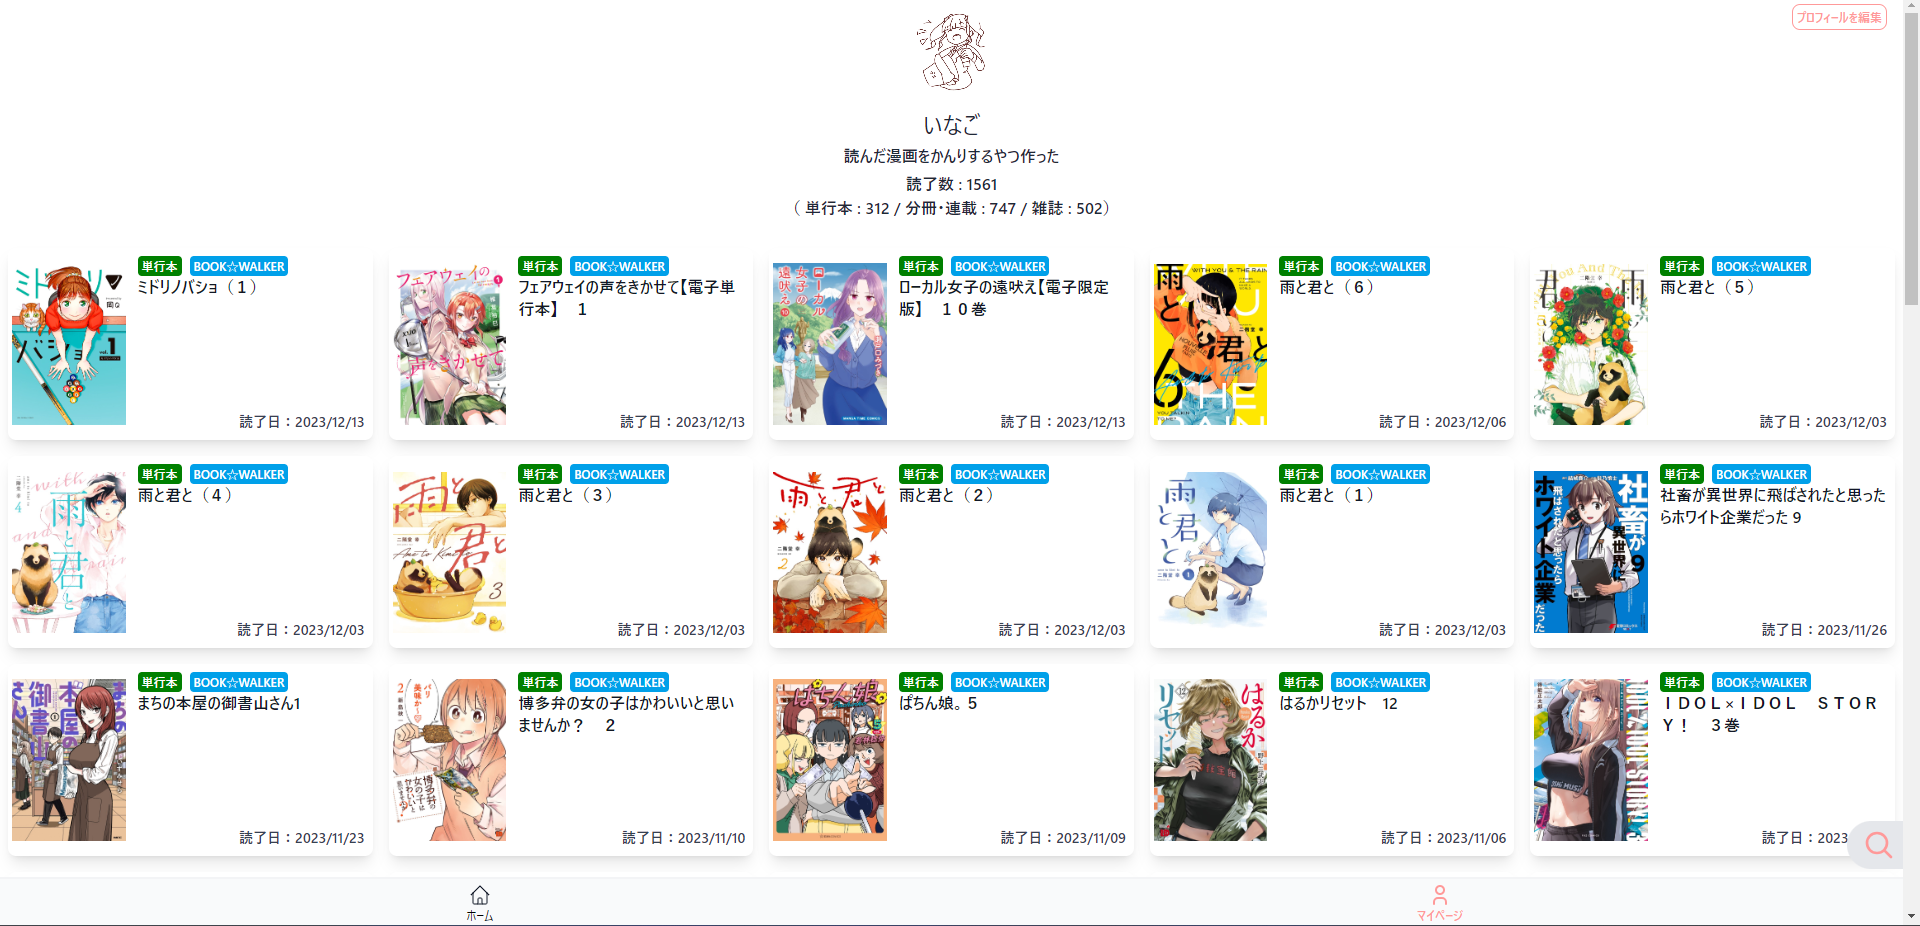 プロフィールを編集
いなご
読んだ漫画をかんりするやつ作った
読了数 : 1561
( 単行本 : 312 / 分冊・連載 : 747 / 雑誌 : 502)
単行本 BOOK☆WALKER
ミドリノバショ（１）
読了日：2023/12/13
単行本 BOOK☆WALKER
フェアウェイの声をきかせて【電子単
行本】　1
読了日：2023/12/13
単行本 BOOK☆WALKER
ローカル女子の遠吠え【電子限定
版】　１０巻
読了日：2023/12/13
単行本 BOOK☆WALKER
雨と君と（６）
読了日：2023/12/06
単行本 BOOK☆WALKER
雨と君と（５）
読了日：2023/12/03
単行本 BOOK☆WALKER
雨と君と（４）
読了日：2023/12/03
単行本 BOOK☆WALKER
雨と君と（３）
読了日：2023/12/03
単行本 BOOK☆WALKER
雨と君と（２）
読了日：2023/12/03
単行本 BOOK☆WALKER
雨と君と（１）
読了日：2023/12/03
単行本 BOOK☆WALKER
社畜が異世界に飛ばされたと思った
らホワイト企業だった 9
読了日：2023/11/26
単行本 BOOK☆WALKER
まちの本屋の御書山さん1
読了日：2023/11/23
単行本 BOOK☆WALKER
博多弁の女の子はかわいいと思い
ませんか？　２
読了日：2023/11/10
単行本 BOOK☆WALKER
ぱちん娘。 5
読了日：2023/11/09
単行本 BOOK☆WALKER
はるかリセット　12
読了日：2023/11/06
単行本 BOOK☆WALKER
ＩＤＯＬ×ＩＤＯＬ　ＳＴＯＲ
Ｙ！　３巻
読了日：2023
ホーム
マイページ